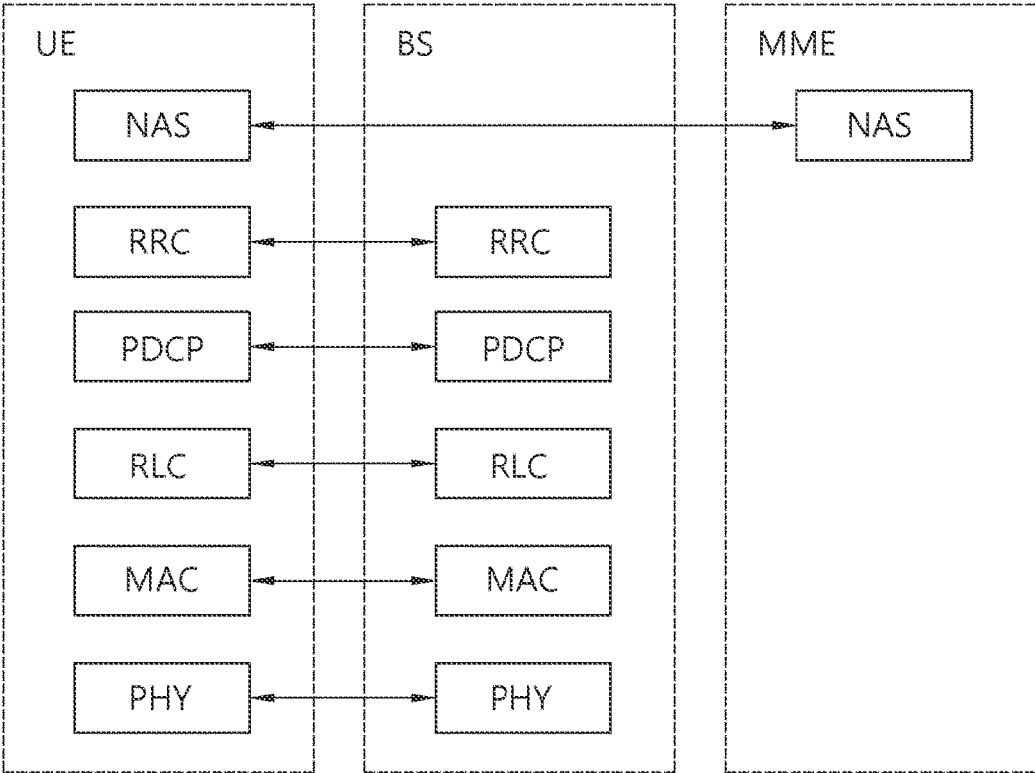 UE BS MME
NAS NAS
RRC RRC
PDCP PDCP
RLC RLC
MAC MAC
PHY PHY